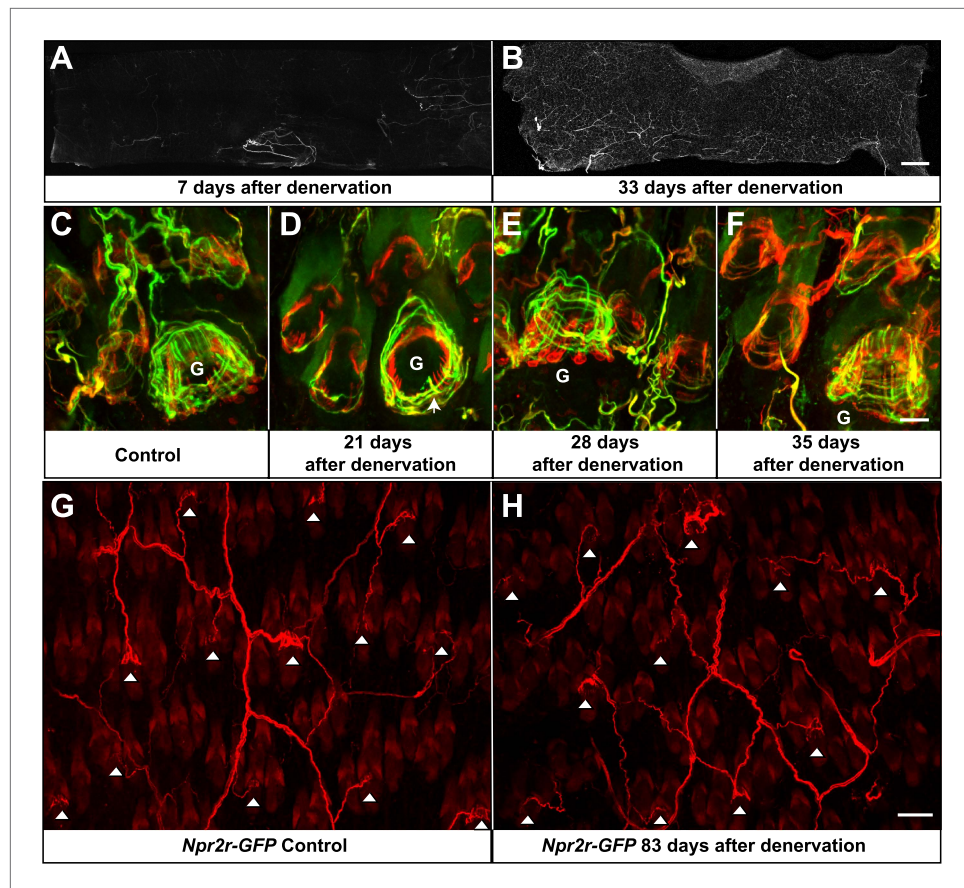 A
B
7 days after denervation
33 days after denervation
C
D
E
F
G
G
G
G
Control
21 days
after denervation
28 days
after denervation
35 days
after denervation
G
H
Npr2r-GFP Control
Npr2r-GFP 83 days after denervation